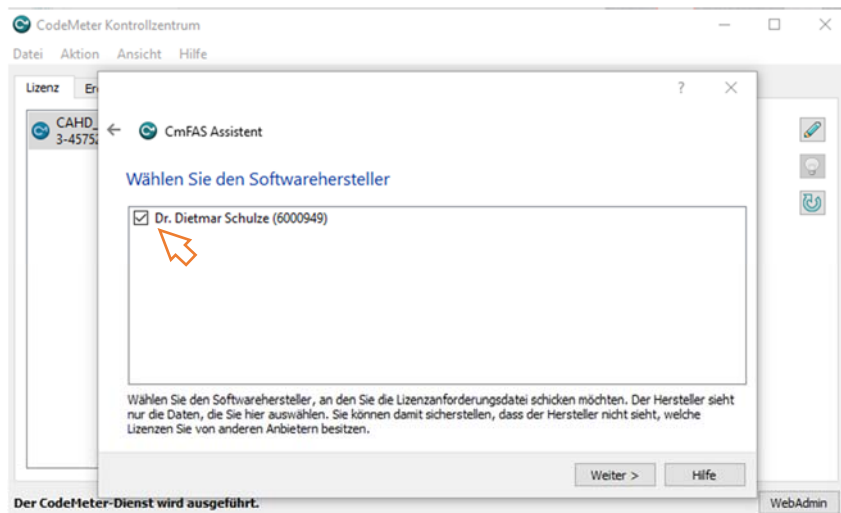 CodeMeter Kontrollzentrum
Datei Aktion Ansicht Hilfe
Lizenz
CAHD_
CmFAS Assistent
Wählen Sie den Softwarehersteller
Dr. Dietmar Schulze (6000949)
Wählen Sie den Softwarehersteller, an den Sie die Lizenzanforderungsdatei schicken möchten. Der Hersteller sieht
nur die Daten, die Sie hier auswählen. Sie können damit sicherstellen, dass der Hersteller nicht sieht, welche
Lizenzen Sie von anderen Anbietern besitzen.
Weiter > Hilfe
Der CodeMeter-Dienst wird ausgeführt. WebAdmin